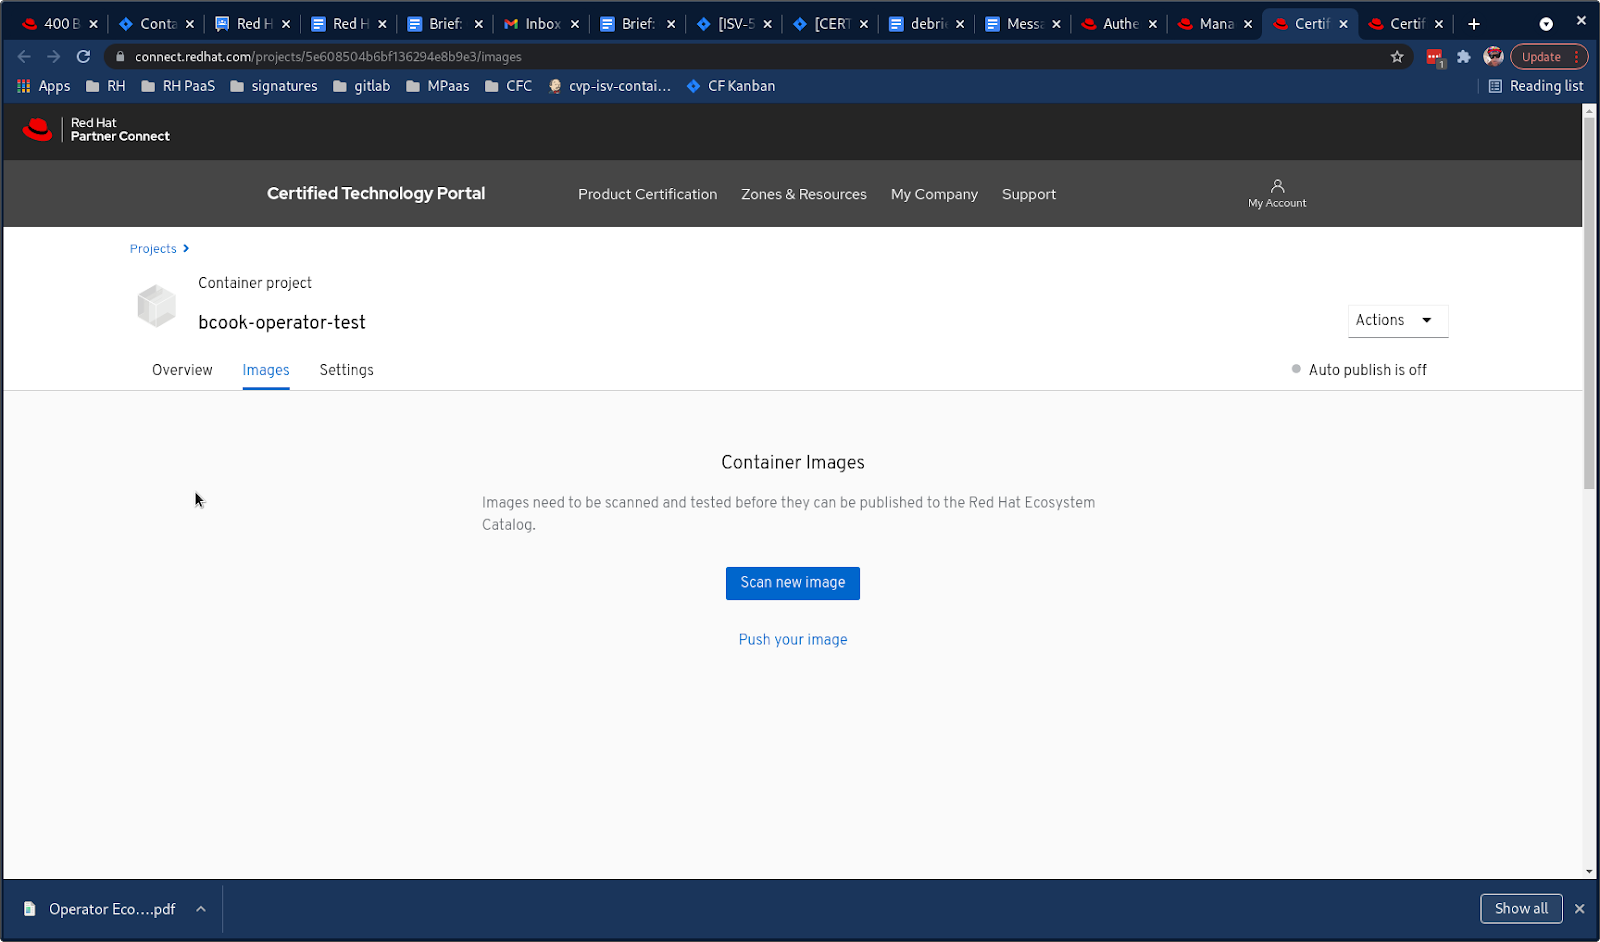 400 B
Conta
Red H
Red H
Brief:
Inbox
Brief:
[ISV-5
[CERT
debrie
Messa
Authe
Mana
Certif
Certif
connect.redhat.com/projects/5e608504b6bf136294e8b9e3/images
1
Update
Apps
RH
RH PaaS
signatures
gitlab
MPaas
CFC
cvp-isv-contai...
CF Kanban
Reading list
Red Hat
Partner Connect
Certified Technology Portal
Product Certification
Zones & Resources
My Company
Support
My Account
Projects
Container project
bcook-operator-test
Actions
Overview
Images
Settings
Auto publish is off
Container Images
Images need to be scanned and tested before they can be published to the Red Hat Ecosystem
Catalog.
Scan new image
Push your image
Operator Eco....pdf
Show all